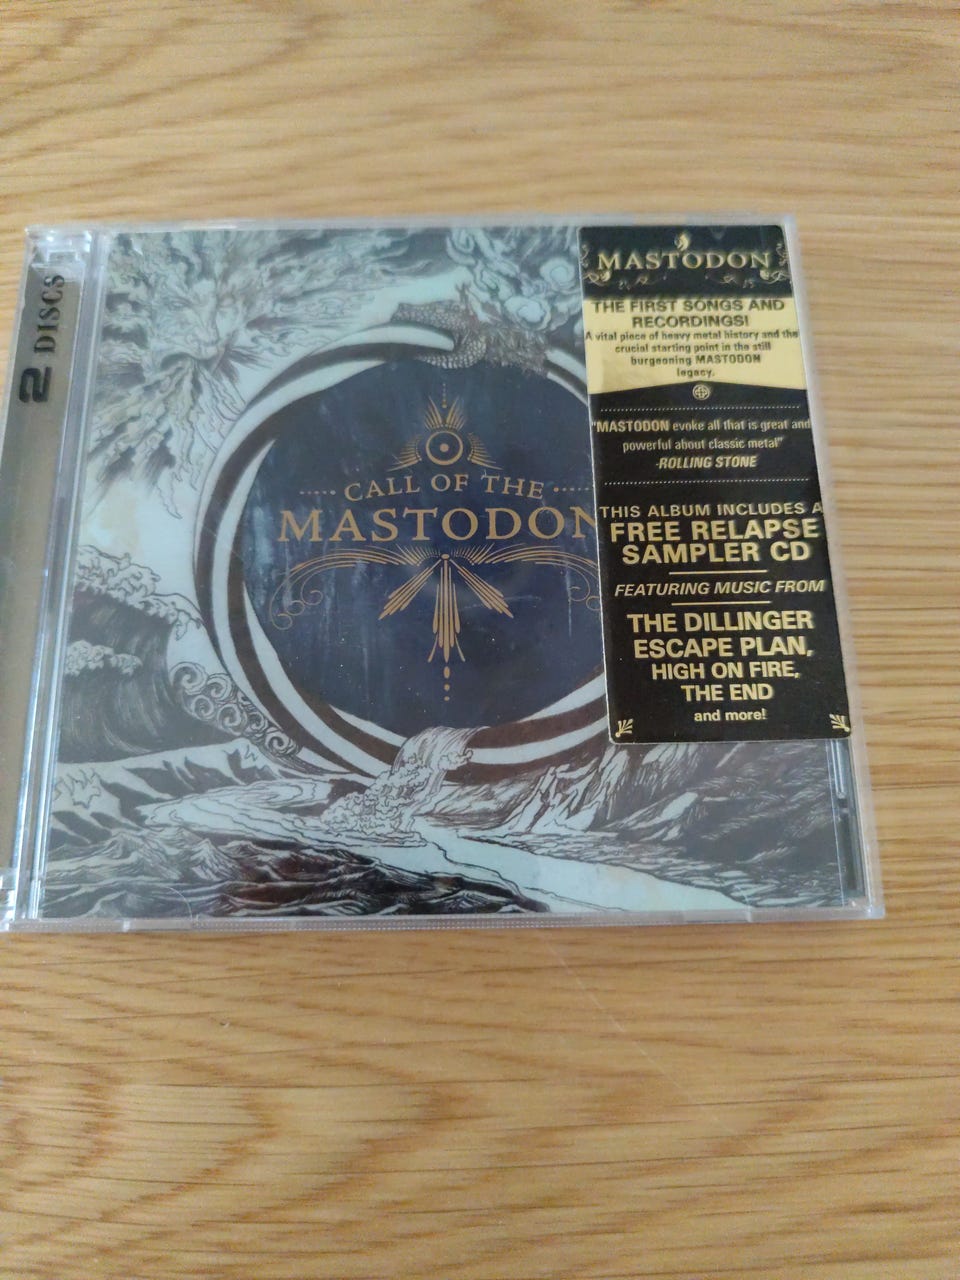 2 DISCS
CALL OF THE
MASTODON
MASTODON
THE FIRST SONGS AND
RECORDINGS!
A vital piece of heavy metal history and the
crucial starting point in the still
burgeoning MASTODON
legacy.
"MASTODON evoke all that is great and
powerful about classic metal"
-ROLLING STONE
THIS ALBUM INCLUDES A
FREE RELAPSE
SAMPLER CD
FEATURING MUSIC FROM
THE DILLINGER
ESCAPE PLAN,
HIGH ON FIRE,
THE END
and more!